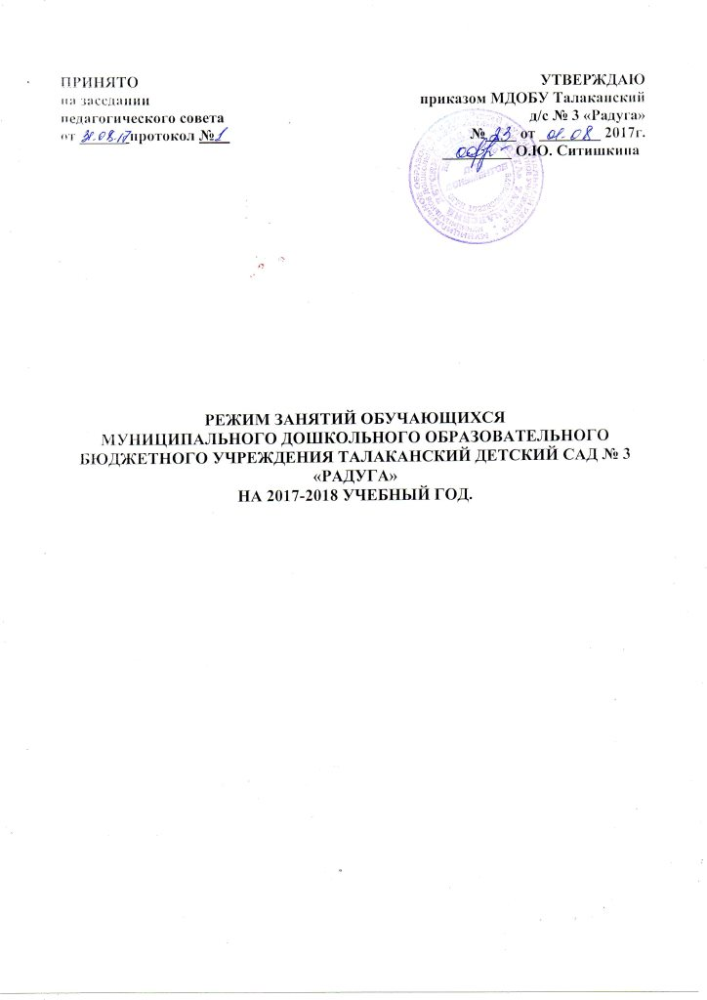 ПРИНЯТО
на заседании
педагогического совета
от 31.08.17 протокол № 1
УТВЕРЖДАЮ
приказом МДОБУ Талаканский
д/с № 3 «Радуга»
№ 23 от 01.08 2017г.
О.Ю. Ситишкина
РЕЖИМ ЗАНЯТИЙ ОБУЧАЮЩИХСЯ
МУНИЦИПАЛЬНОГО ДОШКОЛЬНОГО ОБРАЗОВАТЕЛЬНОГО
БЮДЖЕТНОГО УЧРЕЖДЕНИЯ ТАЛАКАНСКИЙ ДЕТСКИЙ САД № 3
«РАДУГА»
НА 2017-2018 УЧЕБНЫЙ ГОД.